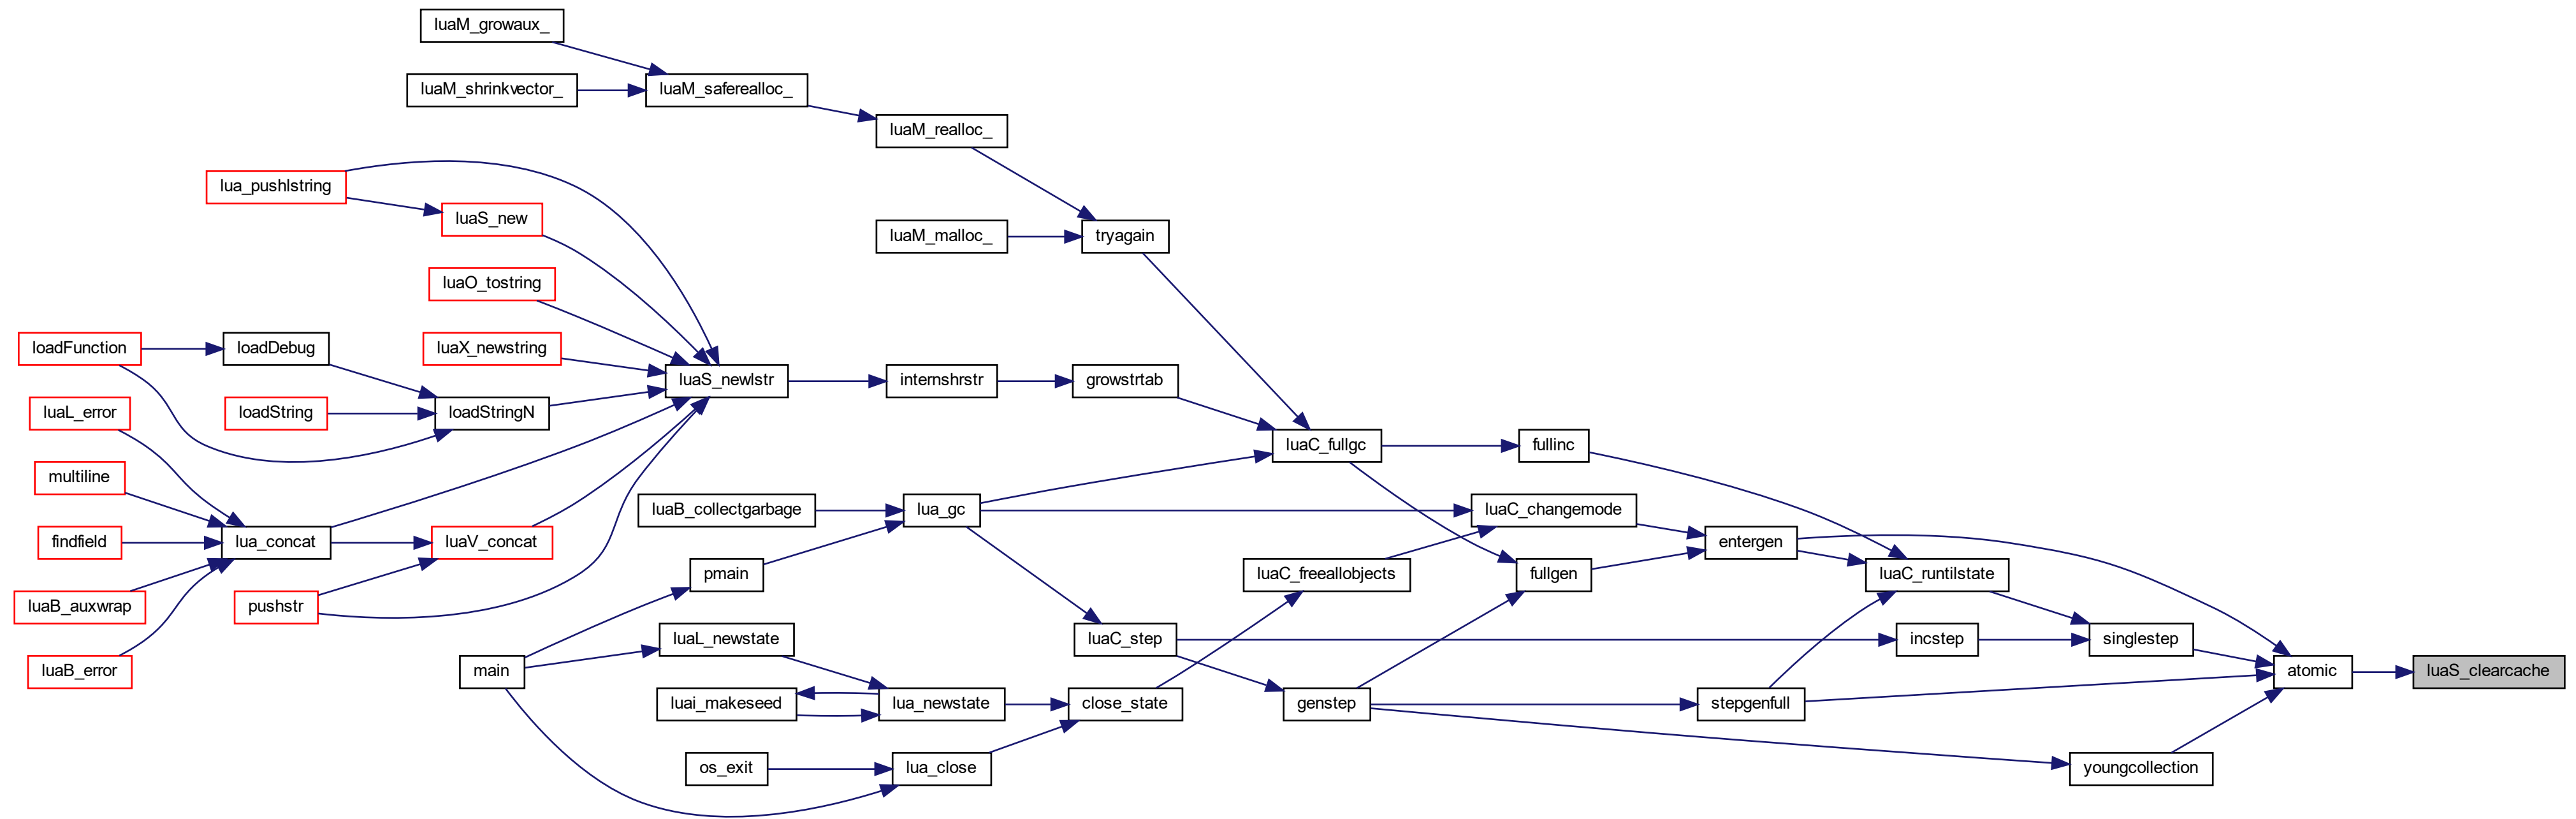 luaM_growaux_
luaM_shrinkvector_
luaM_saferealloc_
luaM_realloc_
lua_pushlstring
luaS_new
luaM_malloc_
tryagain
luaO_tostring
loadFunction
loadDebug
luaX_newstring
luaS_newlstr
internshrstr
growstrtab
luaL_error
loadString
loadStringN
luaC_fullgc
fullinc
multiline
luaB_collectgarbage
lua_gc
luaC_changemode
findfield
lua_concat
luaV_concat
entergen
pmain
luaC_freeallobjects
fullgen
luaC_runtilstate
luaB_auxwrap
pushstr
luaL_newstate
luaC_step
incstep
singlestep
luaB_error
main
atomic
luaS_clearcache
luai_makeseed
lua_newstate
close_state
genstep
stepgenfull
os_exit
lua_close
youngcollection